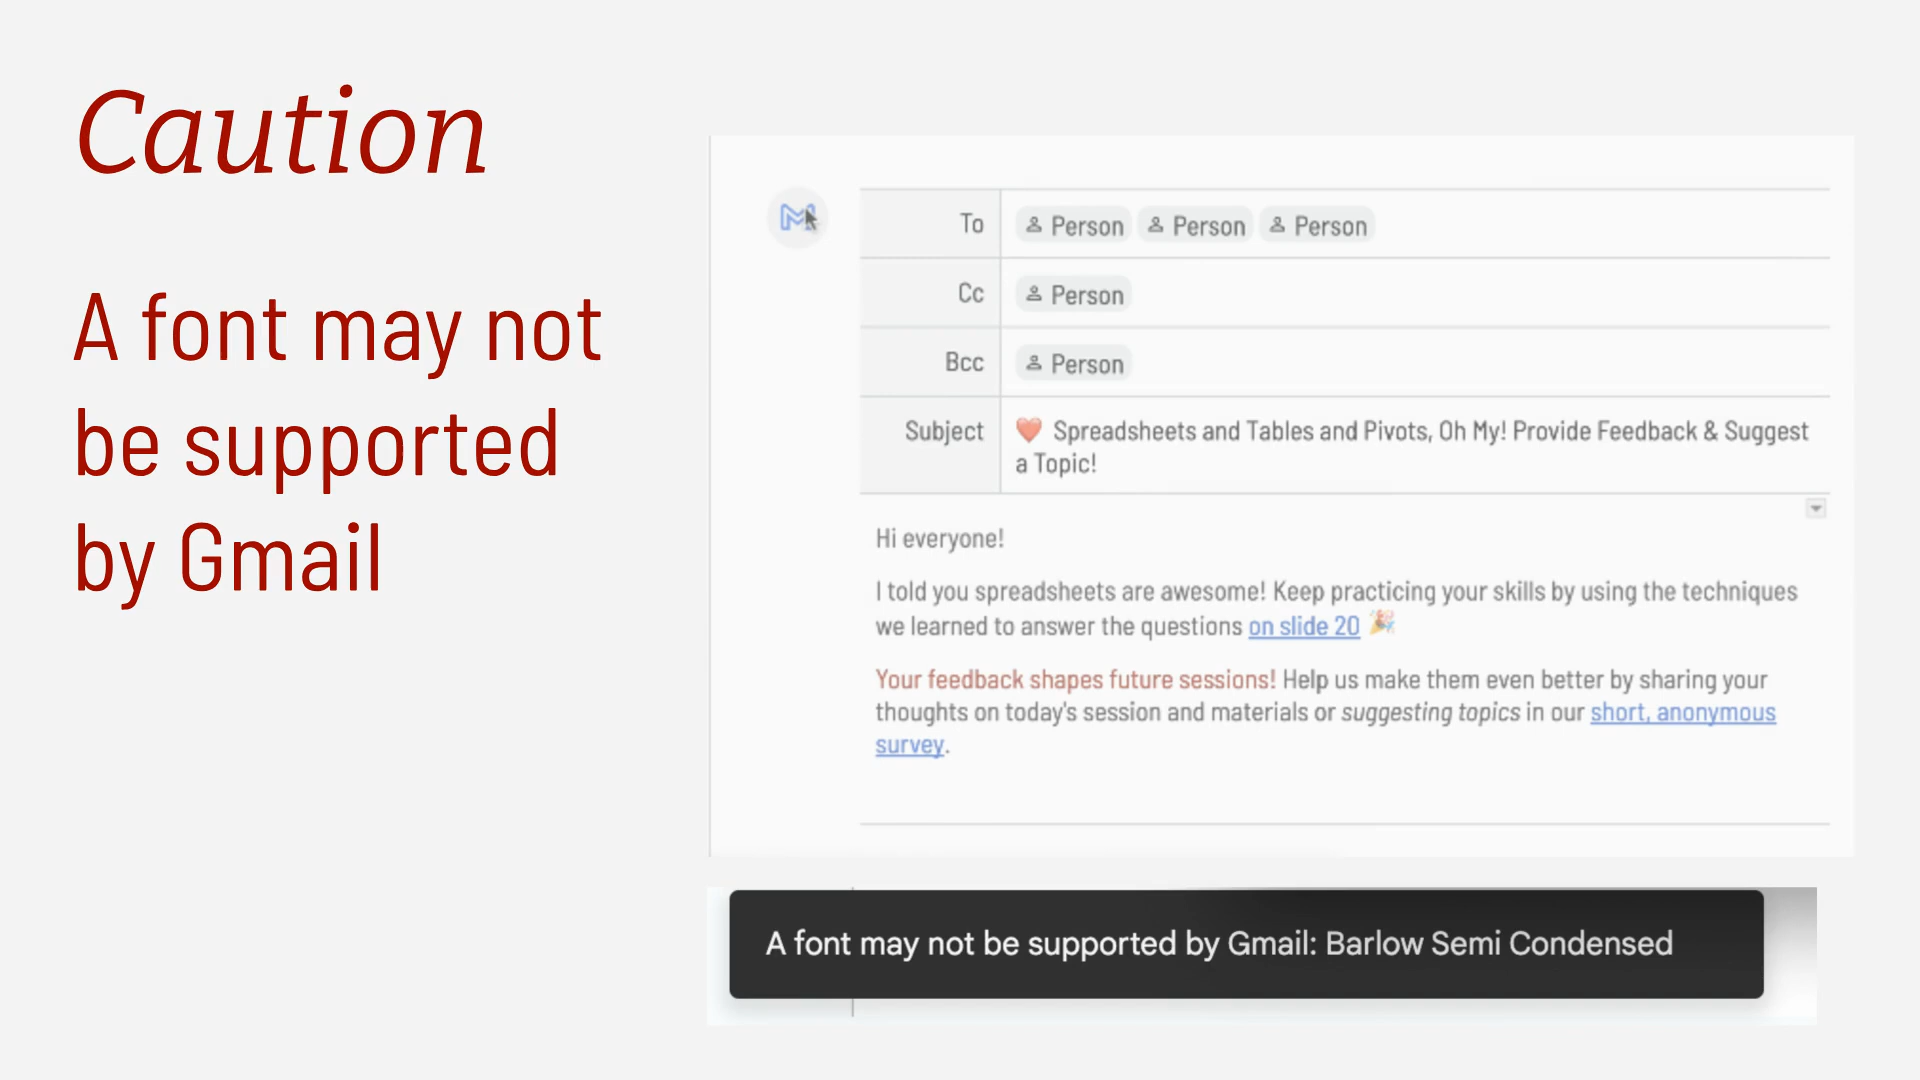 Caution
A font may not
be supported
by Gmail
To
Person Person Person
Cc
Person
Bcc
Person
Subject
❤️ Spreadsheets and Tables and Pivots, Oh My! Provide Feedback & Suggest
a Topic!
Hi everyone!
I told you spreadsheets are awesome! Keep practicing your skills by using the techniques
we learned to answer the questions on slide 20 🎉
Your feedback shapes future sessions! Help us make them even better by sharing your
thoughts on today's session and materials or suggesting topics in our short, anonymous
survey.
A font may not be supported by Gmail: Barlow Semi Condensed